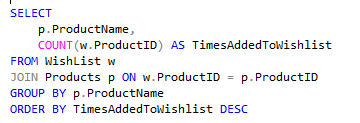 SELECT
    p.ProductName,
    COUNT(w.ProductID) AS TimesAddedToWishlist
FROM WishList w
JOIN Products p ON w.ProductID = p.ProductID
GROUP BY p.ProductName
ORDER BY TimesAddedToWishlist DESC